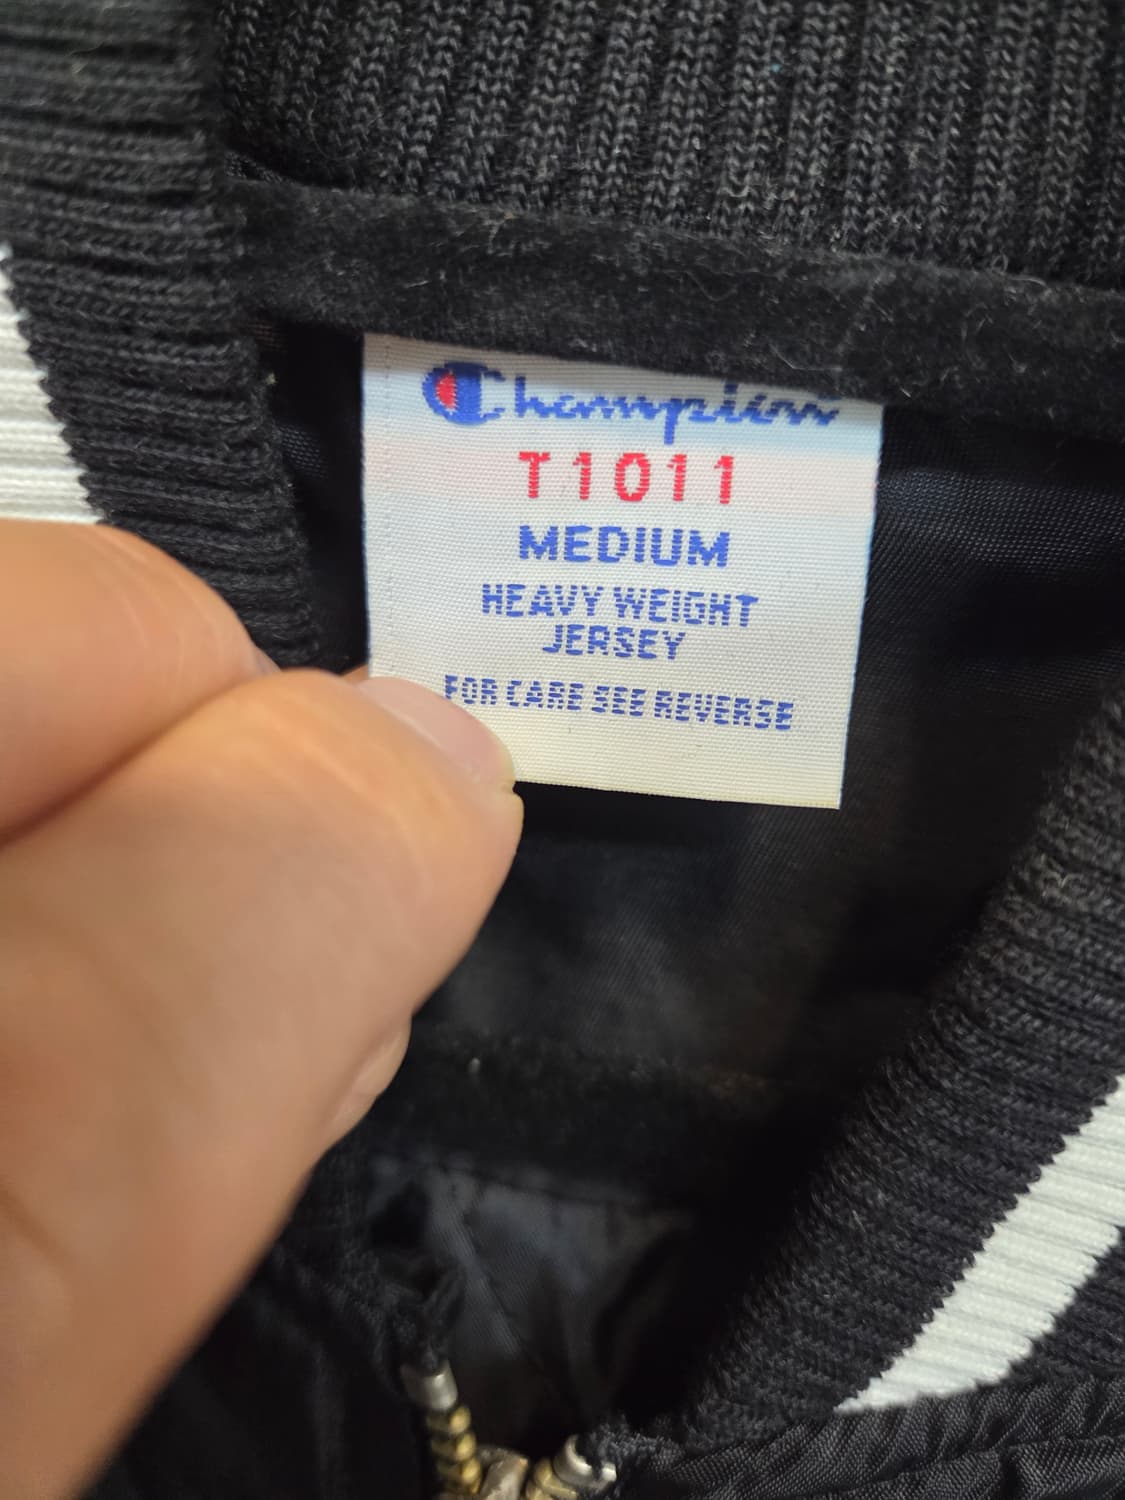 Champion
T1011
MEDIUM
HEAVY WEIGHT
JERSEY
FOR CARE SEE REVERSE